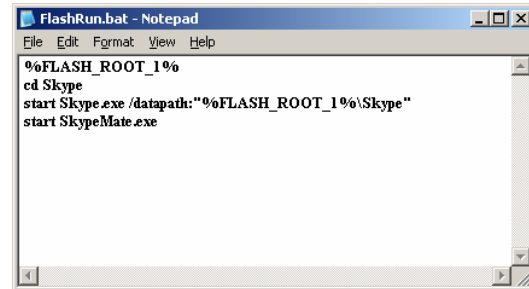 FlashRun.bat - Notepad
File Edit Format View Help
%FLASH_ROOT_1%
cd Skype
start Skype.exe /datapath:"%FLASH_ROOT_1%\Skype"
start SkypeMate.exe